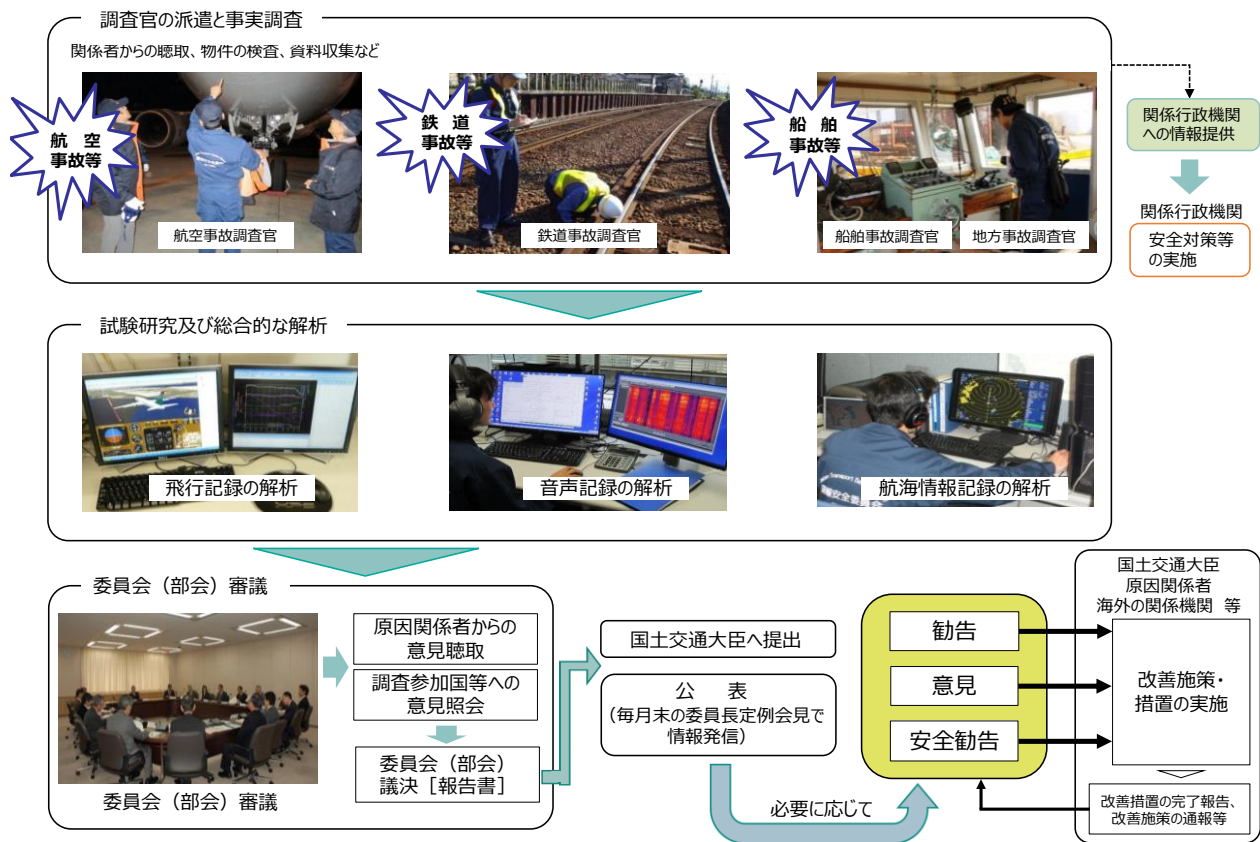 調査官の派遣と事実調査
関係者からの聴取、物件の検査、資料収集など
航 空
事故等
航空事故調査官
鉄 道
事故等
鉄道事故調査官
船 舶
事故等
船舶事故調査官
地方事故調査官
関係行政機関
への情報提供
関係行政機関
安全対策等
の実施
試験研究及び総合的な解析
飛行記録の解析
音声記録の解析
航海情報記録の解析
委員会（部会）審議
委員会（部会）審議
原因関係者からの
意見聴取
調査参加国等への
意見照会
委員会（部会）
議決［報告書］
国土交通大臣へ提出
公　表
（毎月末の委員長定例会見で
情報発信）
必要に応じて
勧告
意見
安全勧告
国土交通大臣
原因関係者
海外の関係機関 等
改善施策・
措置の実施
改善措置の完了報告、
改善施策の通報等